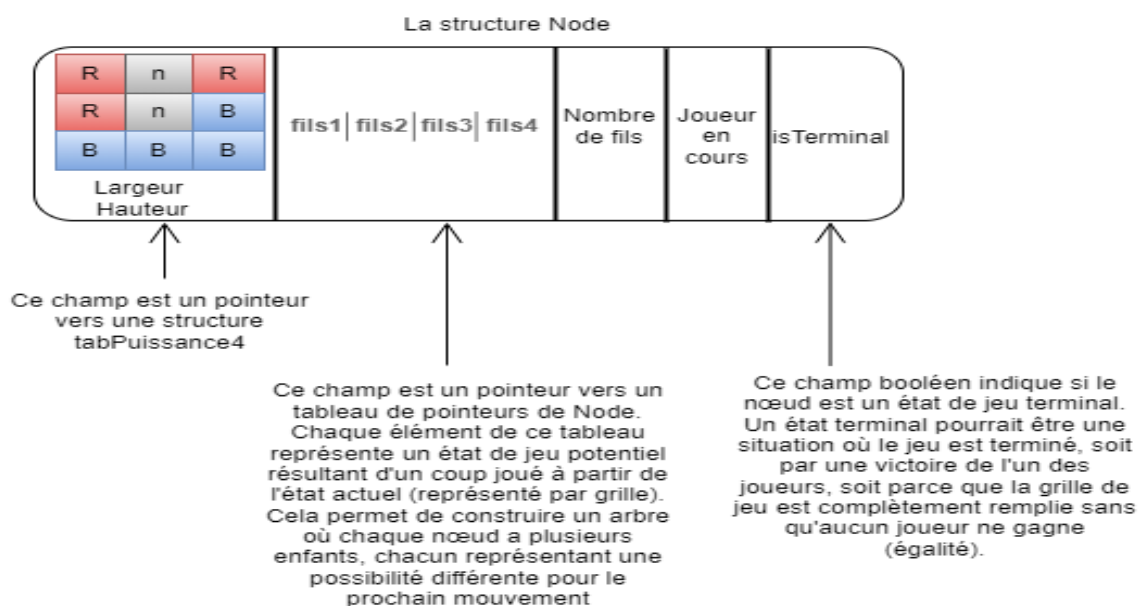 La structure Node
R n R
R n B
B B B
Largeur
Hauteur
fils1| fils2 | fils3 | fils4
Nombre
de fils
Joueur
en
cours
isTerminal
Ce champ est un pointeur
vers une structure
tabPuissance4
Ce champ est un pointeur vers un
tableau de pointeurs de Node.
Chaque élément de ce tableau
représente un état de jeu potentiel
résultant d'un coup joué à partir de
l'état actuel (représenté par grille).
Cela permet de construire un arbre
où chaque nœud a plusieurs
enfants, chacun représentant une
possibilité différente pour le
prochain mouvement
Ce champ booléen indique si le
nœud est un état de jeu terminal.
Un état terminal pourrait être une
situation où le jeu est terminé, soit
par une victoire de l'un des
joueurs, soit parce que la grille de
jeu est complètement remplie sans
qu'aucun joueur ne gagne
(égalité).